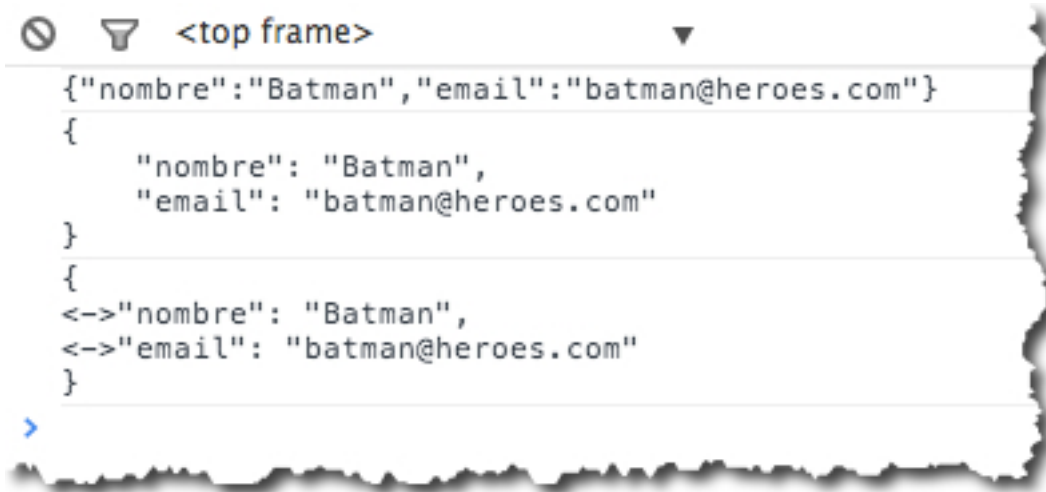 <top frame> ▼
{"nombre":"Batman","email":"batman@heroes.com"}
{
    "nombre": "Batman",
    "email": "batman@heroes.com"
}
{
<->"nombre": "Batman",
<->"email": "batman@heroes.com"
}
>